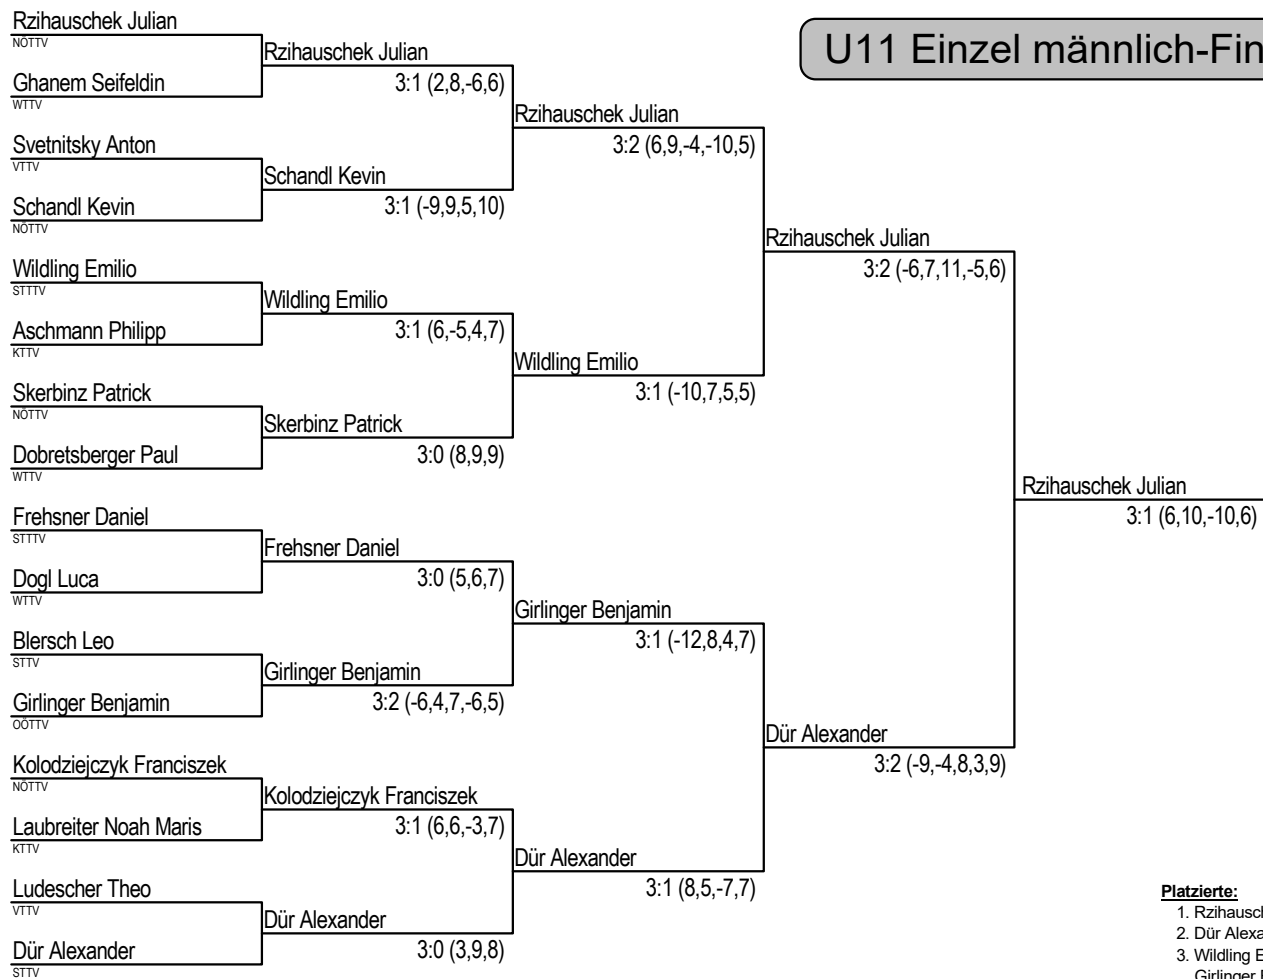 U11 Einzel männlich-Fin
Rzihauschek Julian
NÖTTV
Ghanem Seifeldin
WTTV
Svetnitsky Anton
VTTV
Schandl Kevin
NÖTTV
Wildling Emilio
STTTV
Aschmann Philipp
KTTV
Skerbinz Patrick
NÖTTV
Dobretsberger Paul
WTTV
Frehsner Daniel
STTTV
Dogl Luca
WTTV
Blersch Leo
STTV
Girlinger Benjamin
OÖTTV
Kolodziejczyk Franciszek
NÖTTV
Laubreiter Noah Maris
KTTV
Ludescher Theo
VTTV
Dür Alexander
STTV
Rzihauschek Julian
3:1 (2,8,-6,6)
Schandl Kevin
3:1 (-9,9,5,10)
Wildling Emilio
3:1 (6,-5,4,7)
Skerbinz Patrick
3:0 (8,9,9)
Frehsner Daniel
3:0 (5,6,7)
Girlinger Benjamin
3:2 (-6,4,7,-6,5)
Kolodziejczyk Franciszek
3:1 (6,6,-3,7)
Dür Alexander
3:0 (3,9,8)
Rzihauschek Julian
3:2 (6,9,-4,-10,5)
Wildling Emilio
3:1 (-10,7,5,5)
Girlinger Benjamin
3:1 (-12,8,4,7)
Dür Alexander
3:1 (8,5,-7,7)
Rzihauschek Julian
3:2 (-6,7,11,-5,6)
Dür Alexander
3:2 (-9,-4,8,3,9)
Rzihauschek Julian
3:1 (6,10,-10,6)
Platzierte:
1. Rzihausch
2. Dür Alexa
3. Wildling E
Girlinger